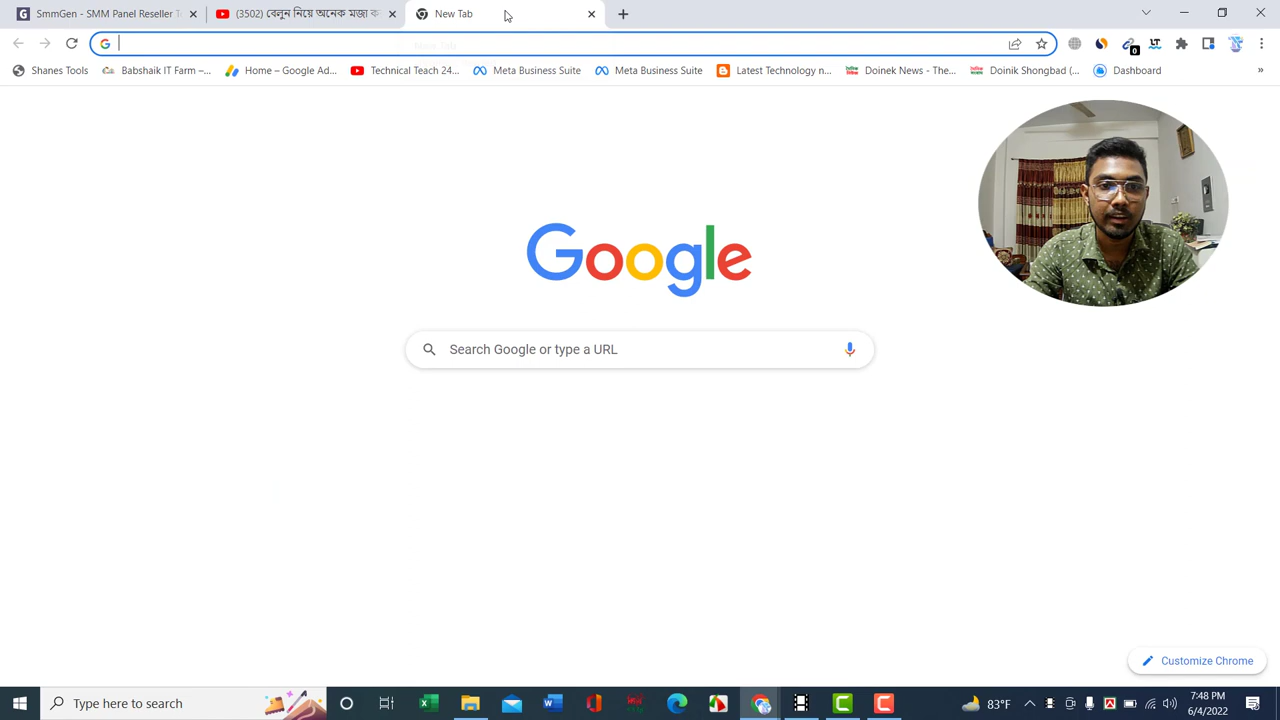 SmmGen - SMM Panel Reseller T
(3502) বেলুন নিয়ে অনেক মজা ক
New Tab
Shanes Tools
Babshaik IT Farm –...
Home – Google Ad...
Technical Teach 24...
Meta Business Suite
Meta Business Suite
Latest Technology n...
Doinek News - The...
Doinik Shongbad (...
Dashboard
»
Google
Search Google or type a URL
Customize Chrome
Type here to search
83°F
7:48 PM
6/4/2022